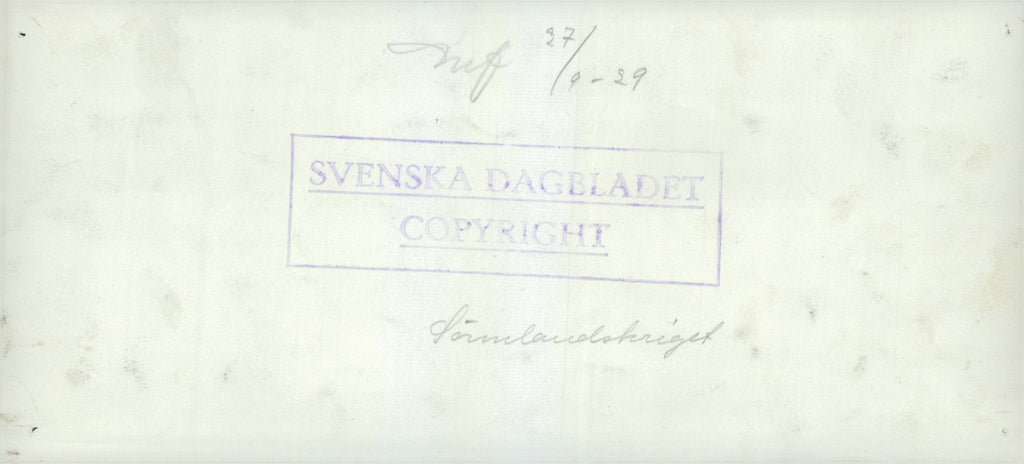 27/9-29
SVENSKA DAGBLADET
COPYRIGHT
Sörmlandskriget